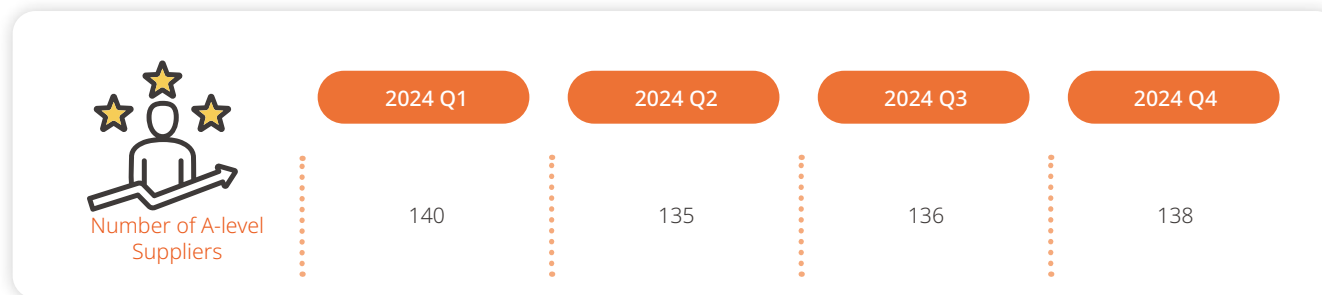 2024 Q1
2024 Q2
2024 Q3
2024 Q4
Number of A-level
Suppliers
140
135
136
138